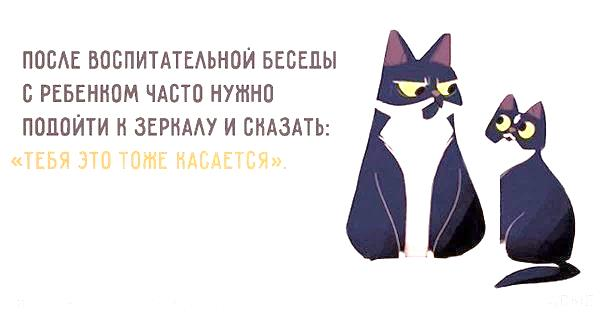 ПОСЛЕ ВОСПИТАТЕЛЬНОЙ БЕСЕДЫ
С РЕБЕНКОМ ЧАСТО НУЖНО
ПОДОЙТИ К ЗЕРКАЛУ И СКАЗАТЬ:
«ТЕБЯ ЭТО ТОЖЕ КАСАЕТСЯ».